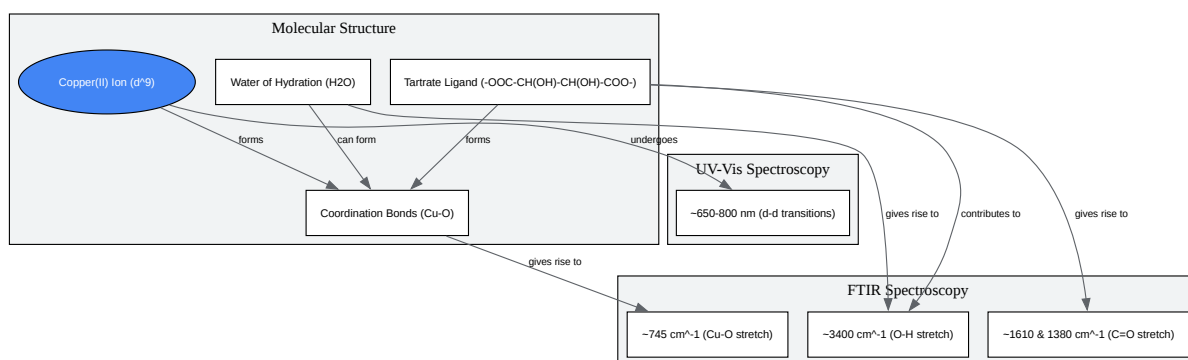 Molecular Structure
Copper(II) Ion (d^9)
Water of Hydration (H2O)
Tartrate Ligand (-OOC-CH(OH)-CH(OH)-COO-)
forms
can form
forms
undergoes
UV-Vis Spectroscopy
Coordination Bonds (Cu-O)
~650-800 nm (d-d transitions)
gives rise to
contributes to
gives rise to
gives rise to
FTIR Spectroscopy
~745 cm^-1 (Cu-O stretch)
~3400 cm^-1 (O-H stretch)
~1610 & 1380 cm^-1 (C=O stretch)